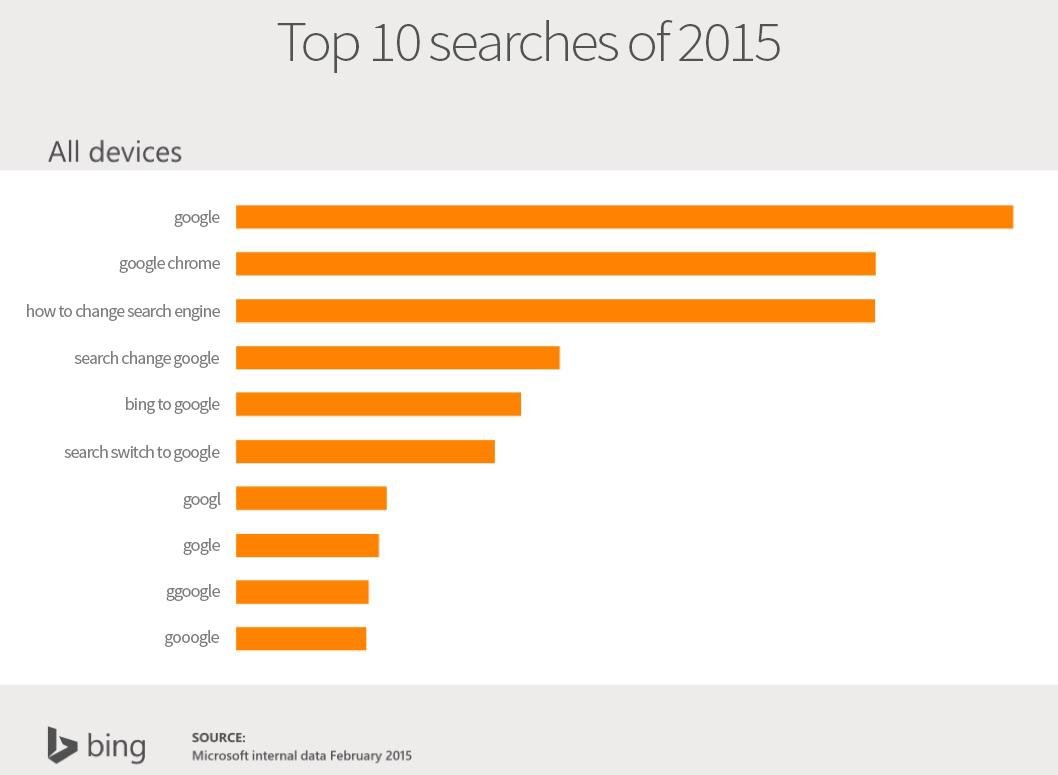 Top 10 searches of 2015
All devices
google
google chrome
how to change search engine
search change google
bing to google
search switch to google
googl
gogle
ggoogle
gooogle
bing
SOURCE:
Microsoft internal data February 2015